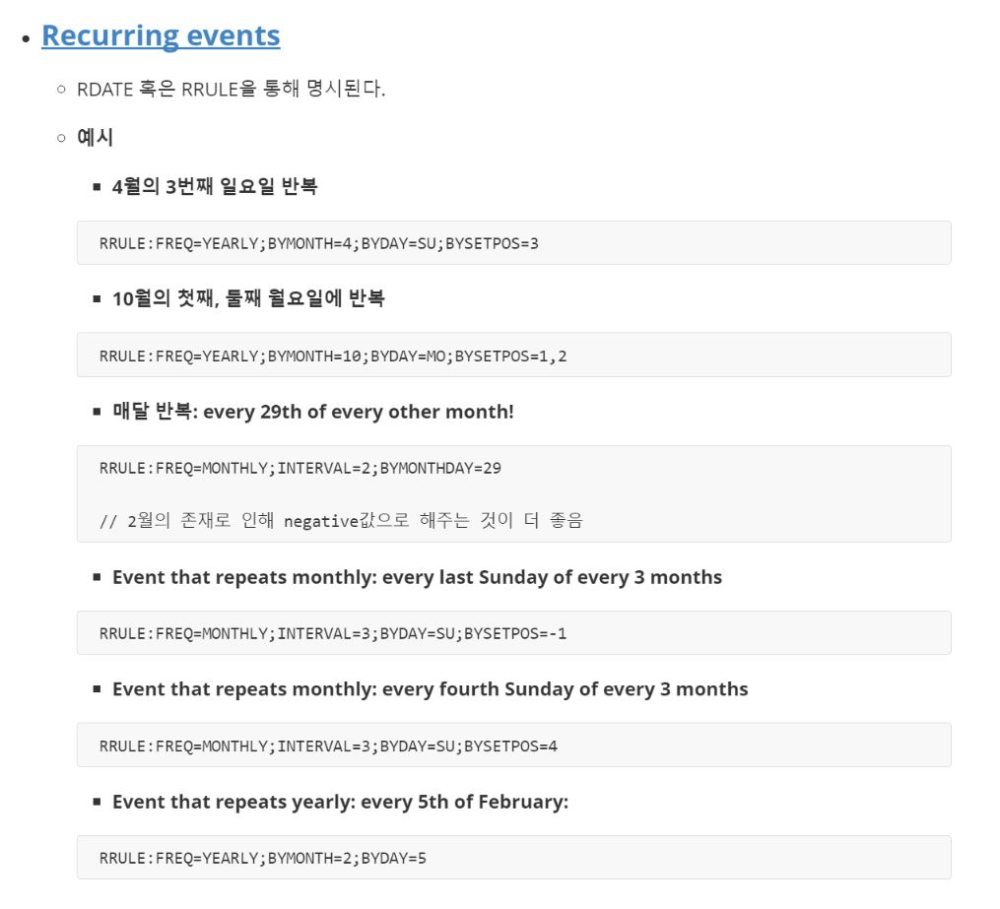 Recurring events
RDATE 혹은 RRULE을 통해 명시된다.
예시
4월의 3번째 일요일 반복
RRULE:FREQ=YEARLY;BYMONTH=4;BYDAY=SU;BYSETPOS=3
10월의 첫째, 둘째 월요일에 반복
RRULE:FREQ=YEARLY;BYMONTH=10;BYDAY=MO;BYSETPOS=1,2
매달 반복: every 29th of every other month!
RRULE:FREQ=MONTHLY;INTERVAL=2;BYMONTHDAY=29
// 2월의 존재로 인해 negative값으로 해주는 것이 더 좋음
Event that repeats monthly: every last Sunday of every 3 months
RRULE:FREQ=MONTHLY;INTERVAL=3;BYDAY=SU;BYSETPOS=-1
Event that repeats monthly: every fourth Sunday of every 3 months
RRULE:FREQ=MONTHLY;INTERVAL=3;BYDAY=SU;BYSETPOS=4
Event that repeats yearly: every 5th of February:
RRULE:FREQ=YEARLY;BYMONTH=2;BYDAY=5